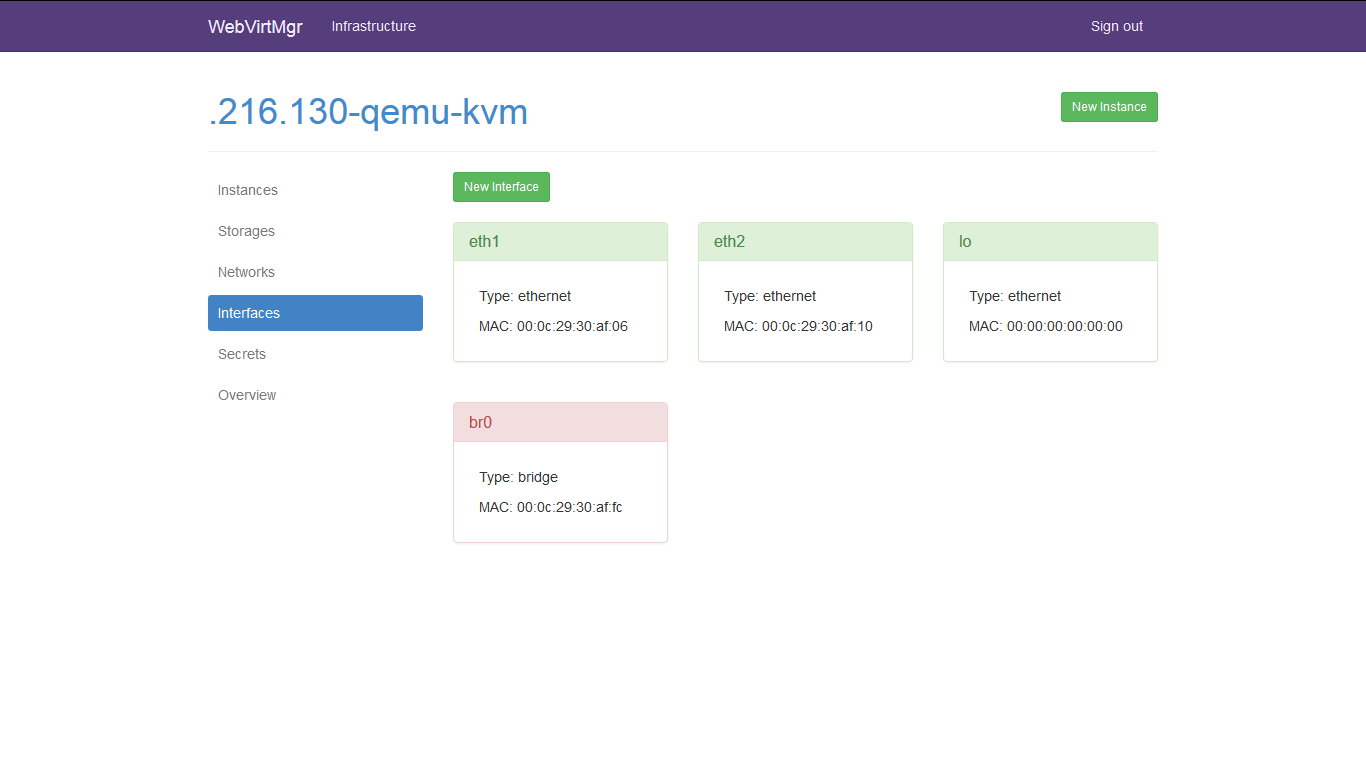 WebVirtMgr Infrastructure Sign out
.216.130-qemu-kvm
New Instance
Instances
Storages
Networks
Interfaces
Secrets
Overview
New Interface
eth1
Type: ethernet
MAC: 00:0c:29:30:af:06
eth2
Type: ethernet
MAC: 00:0c:29:30:af:10
lo
Type: ethernet
MAC: 00:00:00:00:00:00
br0
Type: bridge
MAC: 00:0c:29:30:af:fc